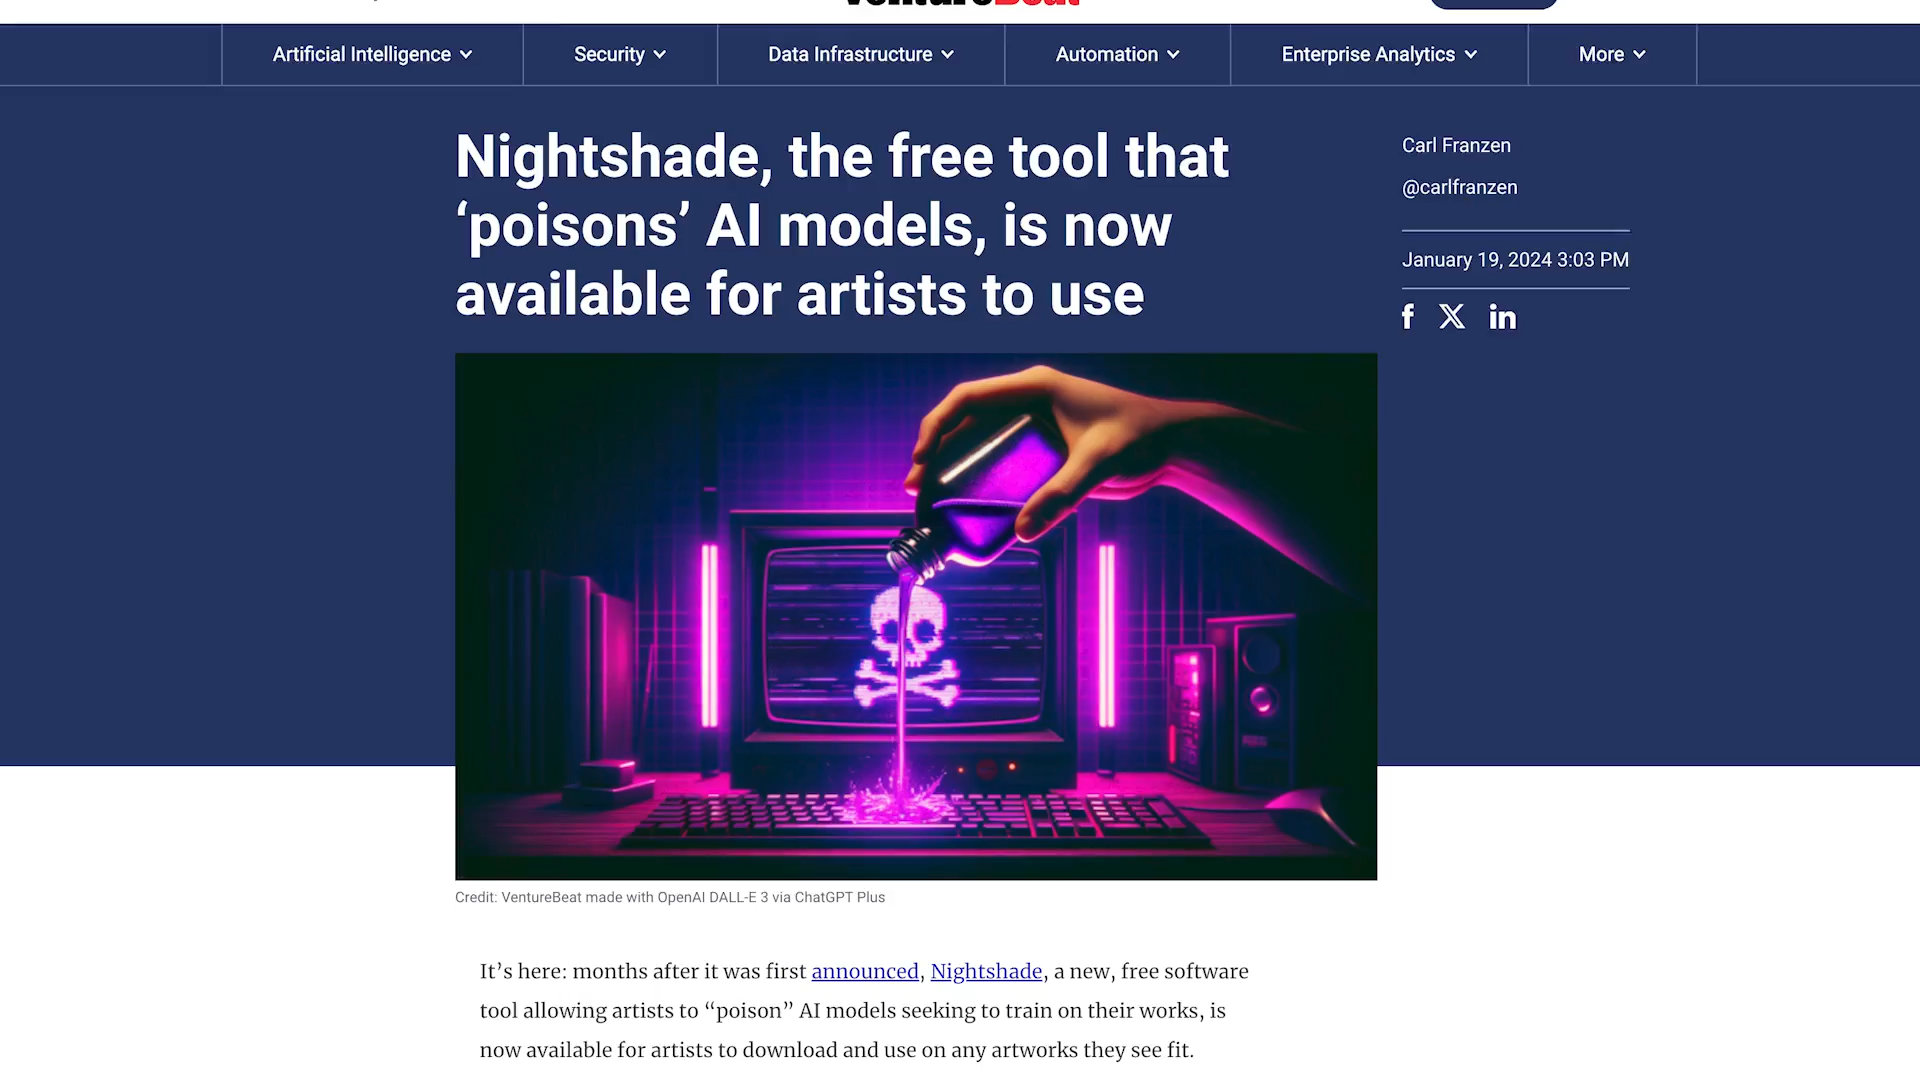 VentureBeat
Artificial Intelligence
Security
Data Infrastructure
Automation
Enterprise Analytics
More
Nightshade, the free tool that
‘poisons’ AI models, is now
available for artists to use
Carl Franzen
@carlfranzen
January 19, 2024 3:03 PM
Credit: VentureBeat made with OpenAI DALL-E 3 via ChatGPT Plus
It’s here: months after it was first announced, Nightshade, a new, free software
tool allowing artists to “poison” AI models seeking to train on their works, is
now available for artists to download and use on any artworks they see fit.